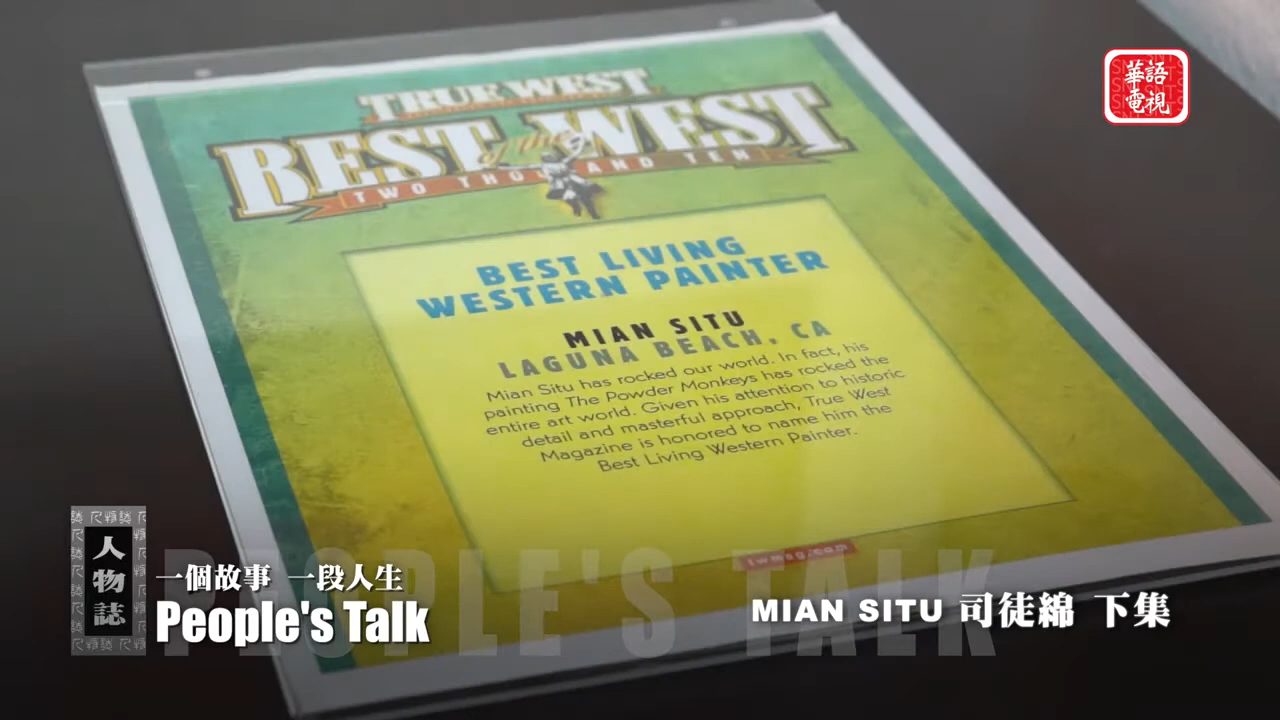 TRUE WEST
BEST of the WEST
TWO THOUSAND TEN
BEST LIVING
WESTERN PAINTER
MIAN SITU
LAGUNA BEACH, CA
Mian Situ has rocked our world. In fact, his
painting The Powder Monkeys has rocked the
entire art world. Given his attention to historic
detail and masterful approach, True West
Magazine is honored to name him the
Best Living Western Painter.
twmag.com
華語
電視
人物誌
一個故事 一段人生
People's Talk
PEOPLE'S TALK
MIAN SITU 司徒綿 下集